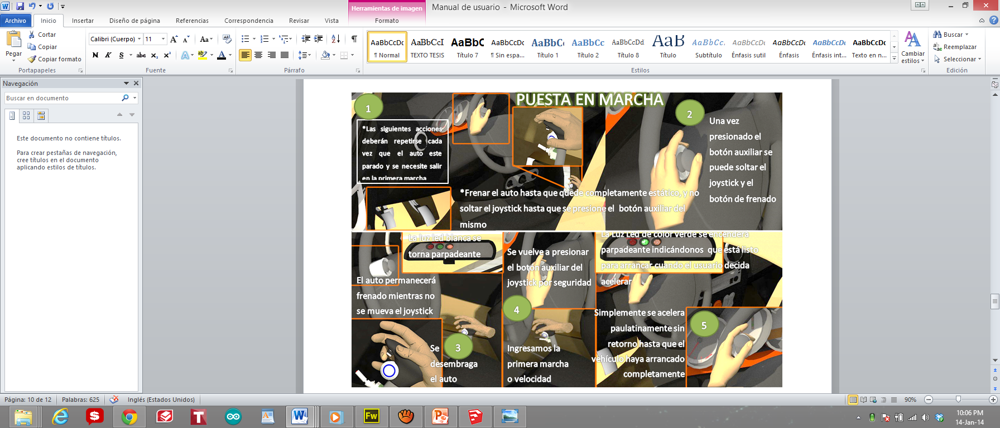 Herramientas de imagen
Manual de usuario - Microsoft Word
Archivo
Inicio
Insertar
Diseño de página
Referencias
Correspondencia
Revisar
Vista
Formato
Pegar
Cortar
Copiar
Copiar formato
Portapapeles
Calibri (Cuerpo)
11
Fuente
Párrafo
AaBbCcDc
¶ Normal
AaBbCcI
TEXTO TESIS
AaBbC
Título 7
AaBbCcDc
¶ Sin espa...
AaBbC
Título 1
AaBbCc
Título 2
AaBbCcDd
Título 8
AaB
Título
AaBbCc.
Subtítulo
AaBbCcDc
Énfasis sutil
AaBbCcDc
Énfasis
AaBbCcDc
Énfasis int...
AaBbCcDc
Texto en n...
Cambiar
estilos
Estilos
Buscar
Reemplazar
Seleccionar
Edición
Navegación
Buscar en documento
Este documento no contiene títulos.
Para crear pestañas de navegación,
cree títulos en el documento
aplicando estilos de títulos.
PUESTA EN MARCHA
1
*Las siguientes acciones
deberán repetirse cada
vez que el auto este
parado y se necesite salir
en la primera marcha
*Frenar el auto hasta que quede completamente estático, y no
soltar el joystick hasta que se presione el botón auxiliar del
mismo
2
Una vez
presionado el
botón auxiliar se
puede soltar el
joystick y el
botón de frenado
La luz led blanca se
torna parpadeante
El auto permanecerá
frenado mientras no
se mueva el joystick
Se
desembraga
el auto
3
Se vuelve a presionar
el botón auxiliar del
joystick por seguridad
4
Ingresamos la
primera marcha
o velocidad
La Luz Led de color verde se encenderá
parpadeante indicándonos que está listo
para arrancar cuando el usuario decida
acelerar
Simplemente se acelera
paulatinamente sin
retorno hasta que el
vehículo haya arrancado
completamente
5
Página: 10 de 12
Palabras: 625
Inglés (Estados Unidos)
90%
10:06 PM
14-Jan-14